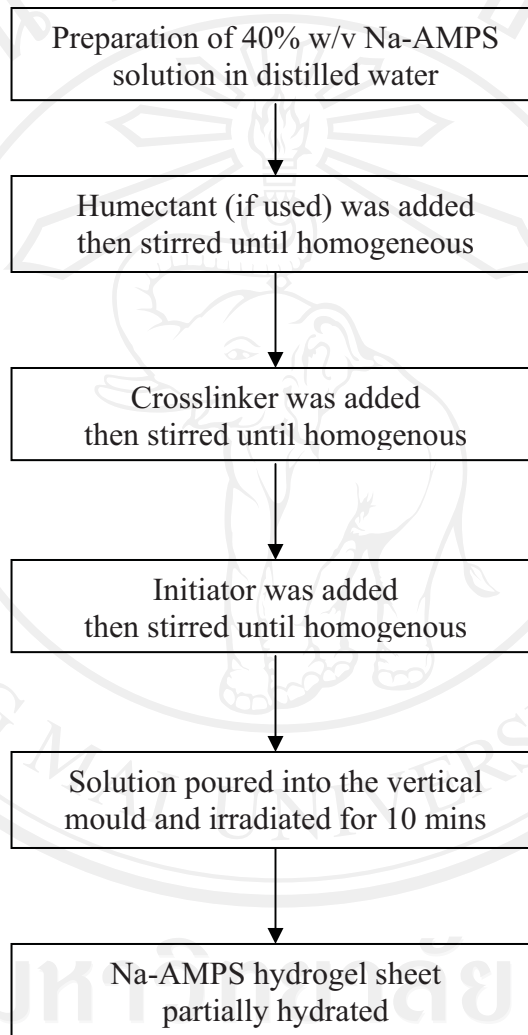 Preparation of 40% w/v Na-AMPS
solution in distilled water
Humectant (if used) was added
then stirred until homogeneous
Crosslinker was added
then stirred until homogenous
Initiator was added
then stirred until homogenous
Solution poured into the vertical
mould and irradiated for 10 mins
Na-AMPS hydrogel sheet
partially hydrated